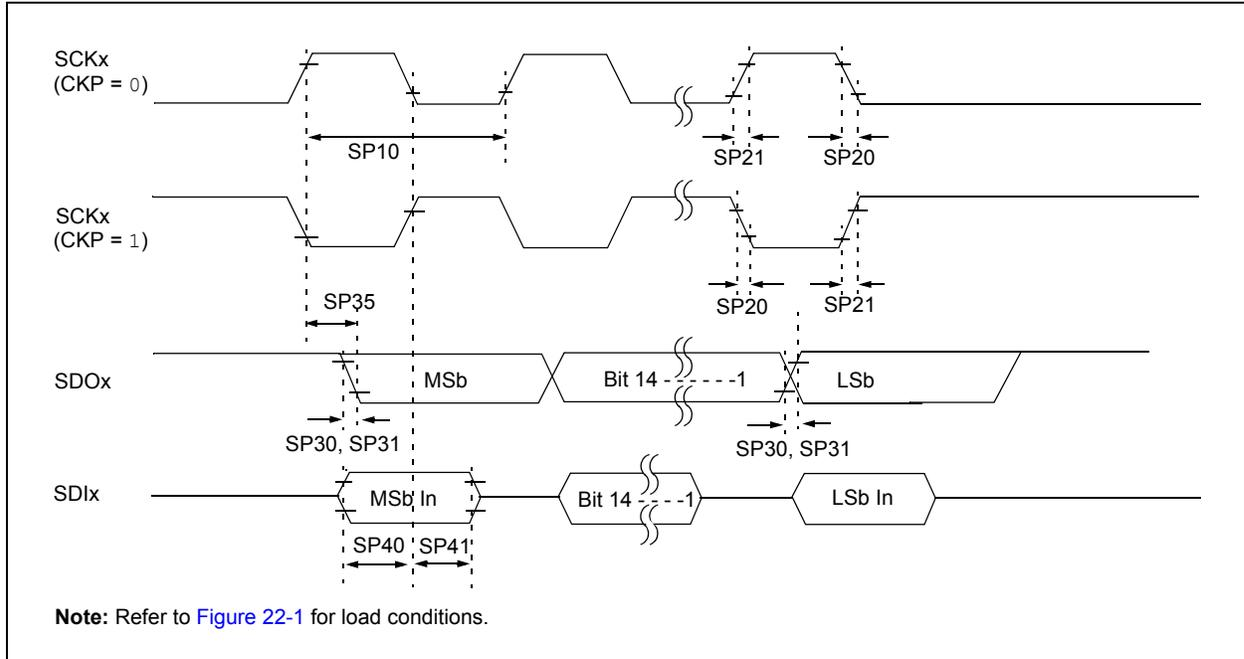 SCKx
(CKP = 0)
SP10
SP21
SP20
SCKx
(CKP = 1)
SP20
SP21
SP35
SDOx
MSb
Bit 14 - - - - - - -1
LSb
SP30, SP31
SP30, SP31
SDIx
MSb In
Bit 14 - - - -1
LSb In
SP40
SP41
Note: Refer to Figure 22-1 for load conditions.